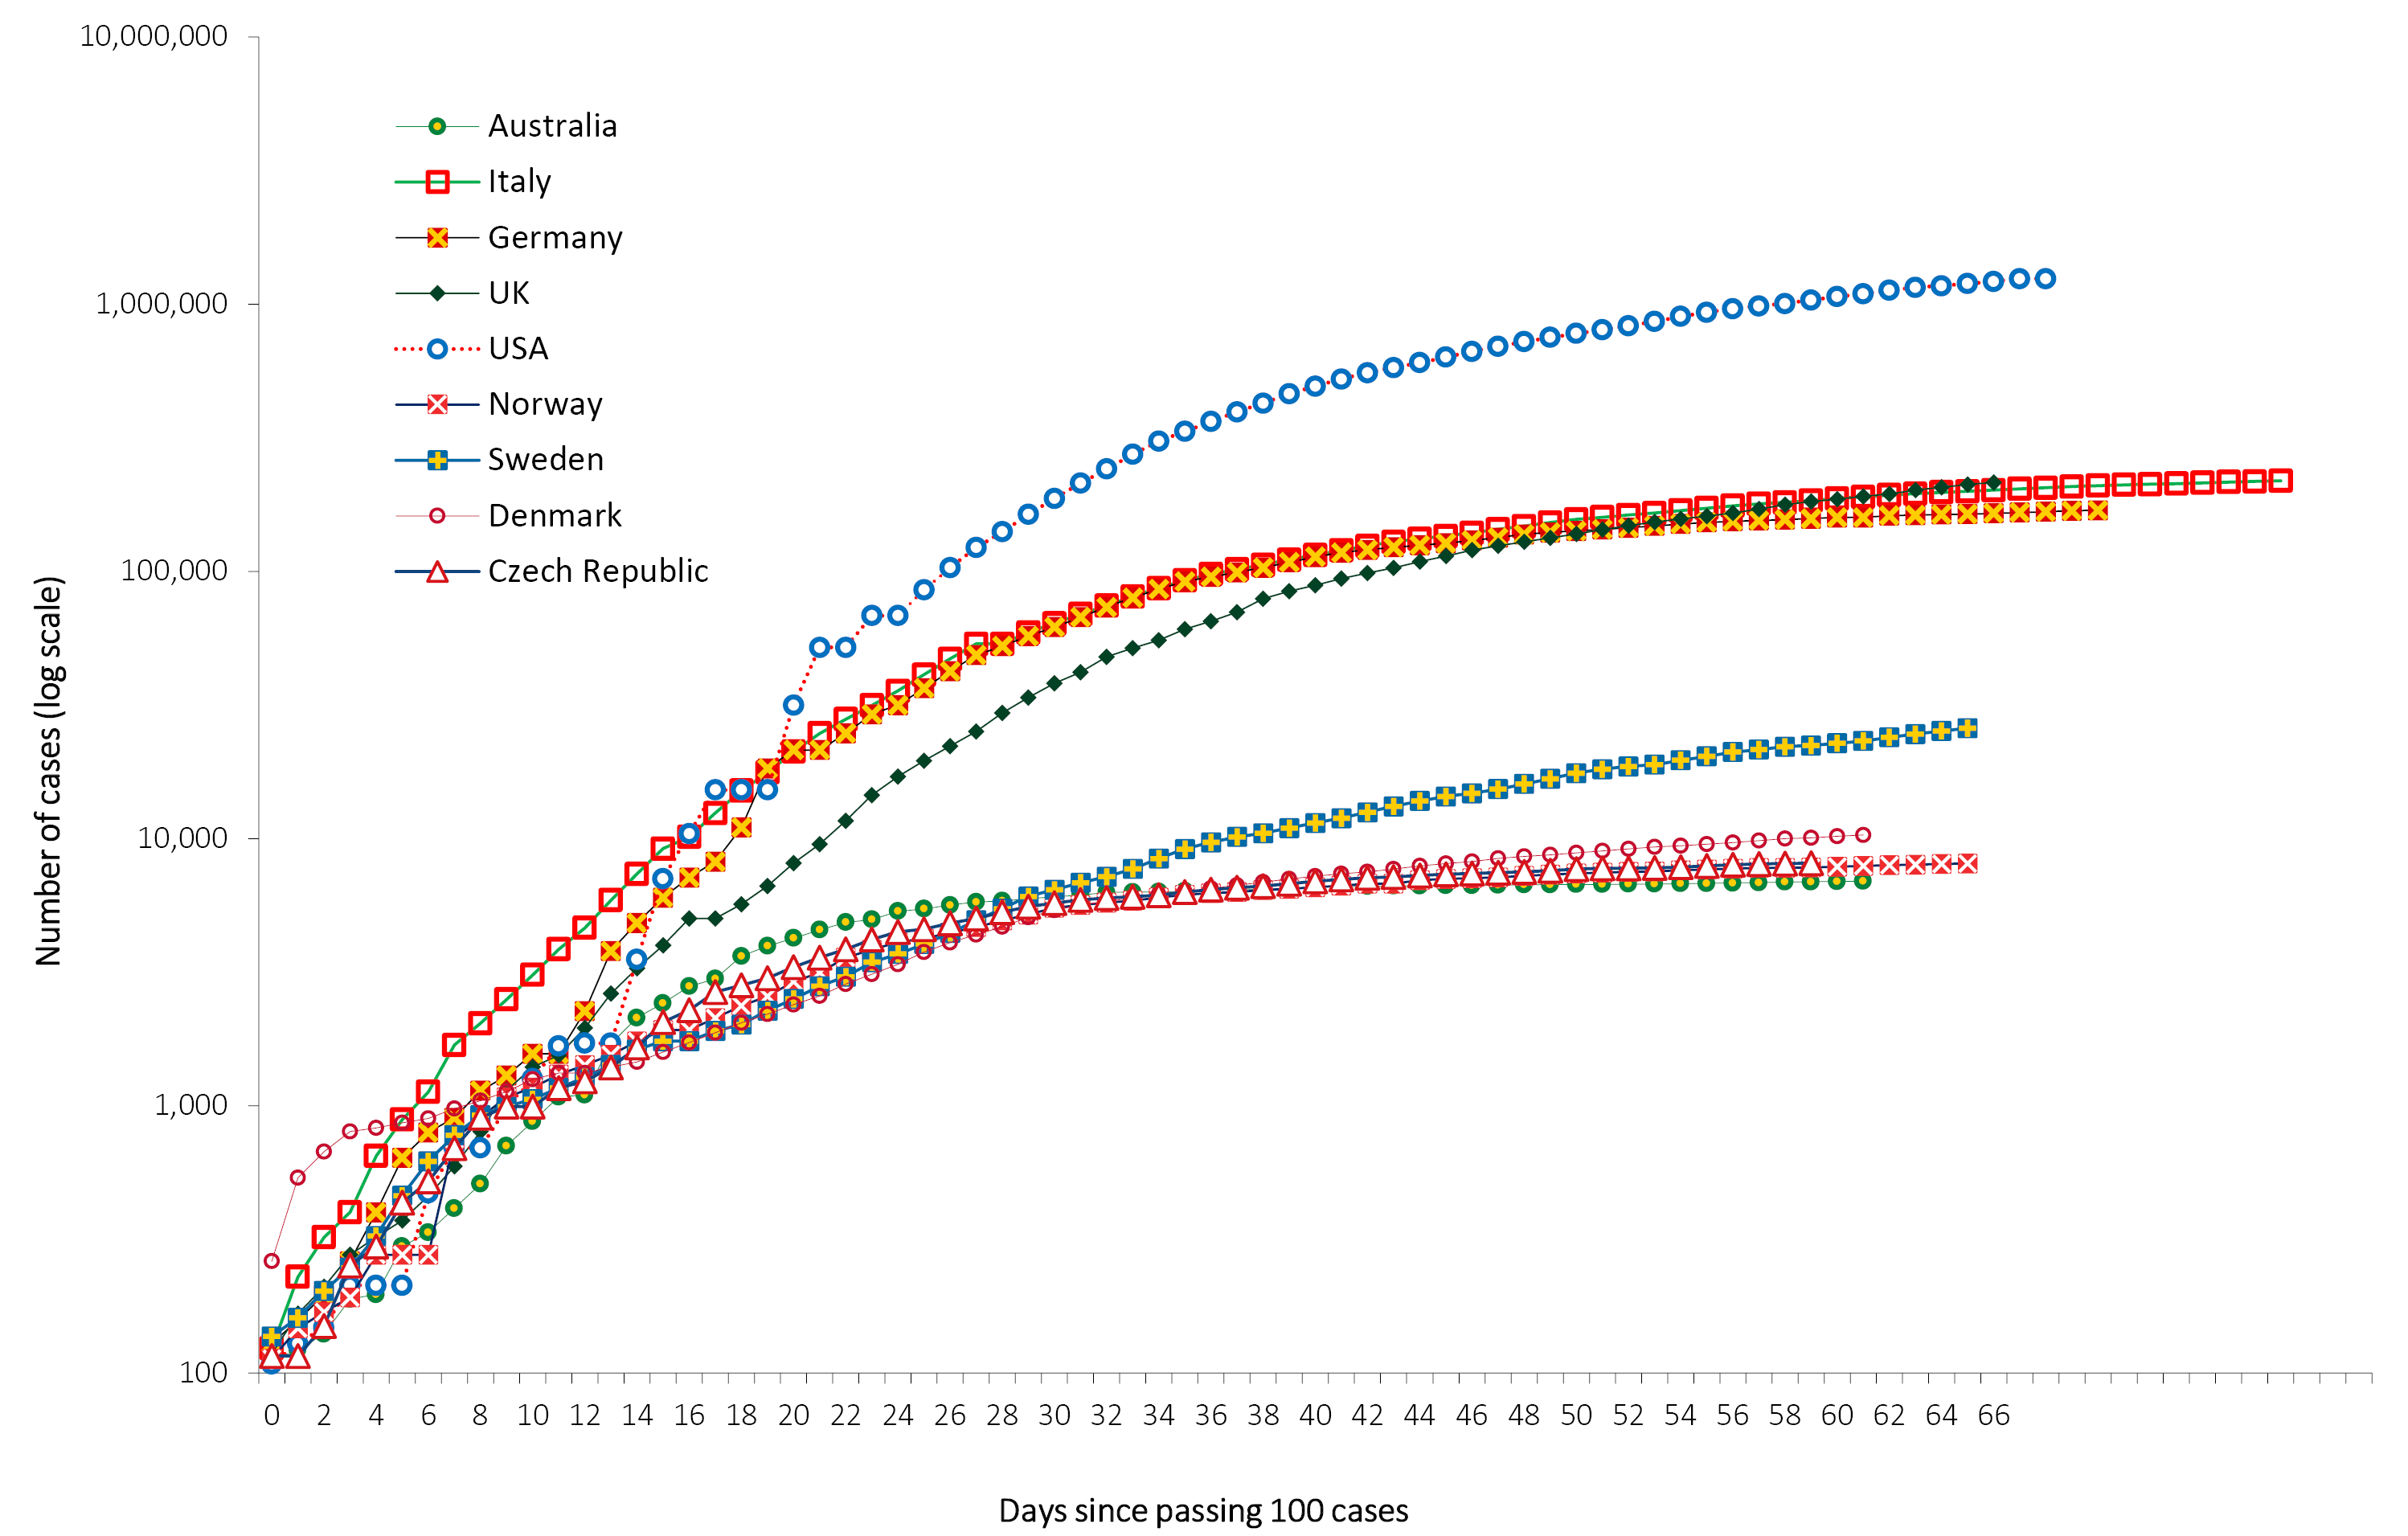 10,000,000
1,000,000
100,000
10,000
1,000
100
Number of cases (log scale)
Australia
Italy
Germany
UK
USA
Norway
Sweden
Denmark
Czech Republic
0 2 4 6 8 10 12 14 16 18 20 22 24 26 28 30 32 34 36 38 40 42 44 46 48 50 52 54 56 58 60 62 64 66
Days since passing 100 cases